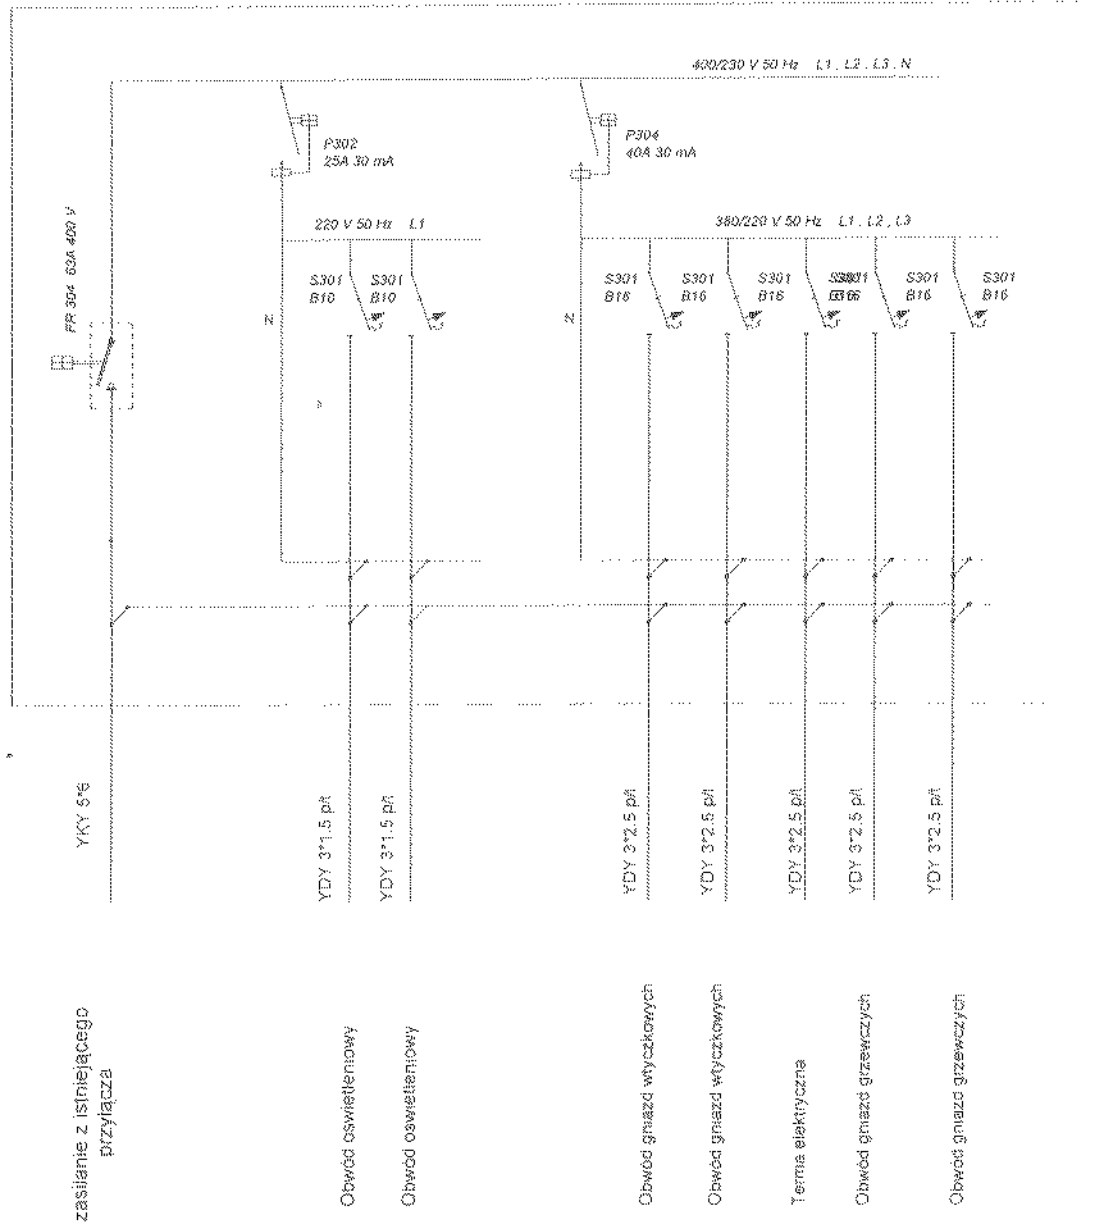 400/230 V 50 Hz L1 , L2 , L3 , N
P302
25A 30 mA
P304
40A 30 mA
FR 304 63A 400 V
220 V 50 Hz L1
380/220 V 50 Hz L1 , L2 , L3
S301
B10
S301
B10
S301
B16
S301
B16
S301
B16
S301
B16
S301
B16
N
N
YKY 5*6
YDY 3*1.5 p/t
YDY 3*1.5 p/t
YDY 3*2.5 p/t
YDY 3*2.5 p/t
YDY 3*2.5 p/t
YDY 3*2.5 p/t
YDY 3*2.5 p/t
zasilanie z istniejącego
przyłącza
Obwód oswietleniowy
Obwód oswietleniowy
Obwód gniazd wtyczkowych
Obwód gniazd wtyczkowych
Terma elektryczna
Obwód gniazd grzewczych
Obwód gniazd grzewczych